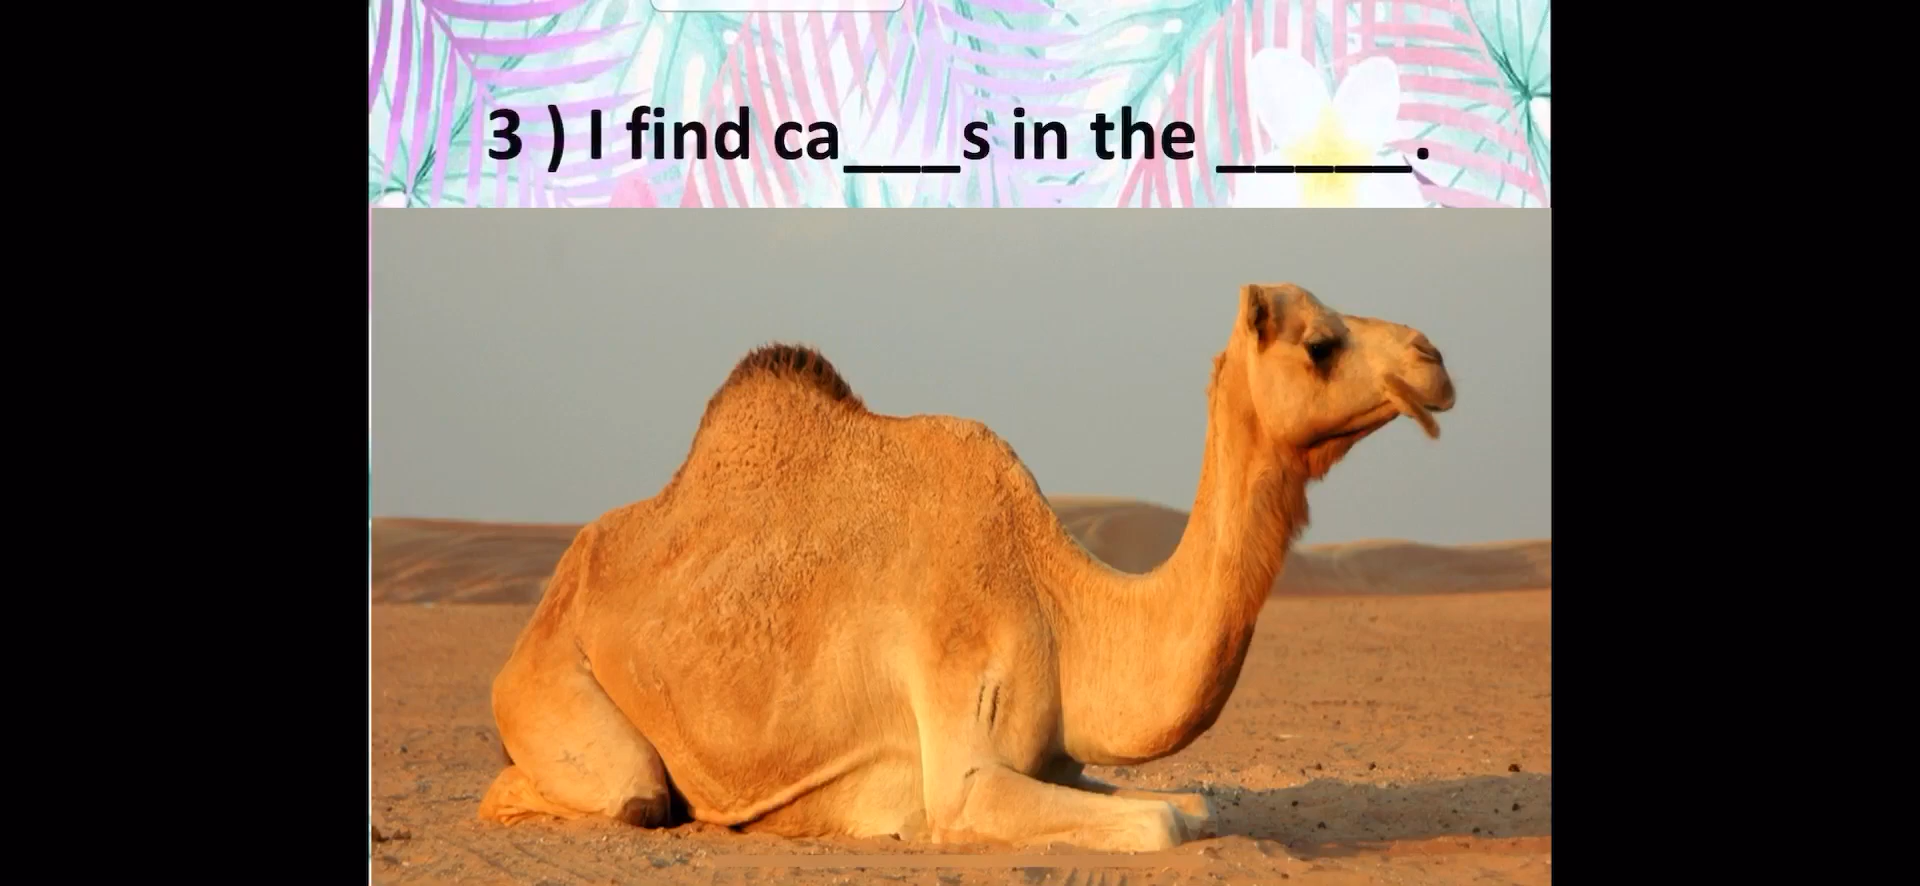 3 ) I find ca___s in the _____.